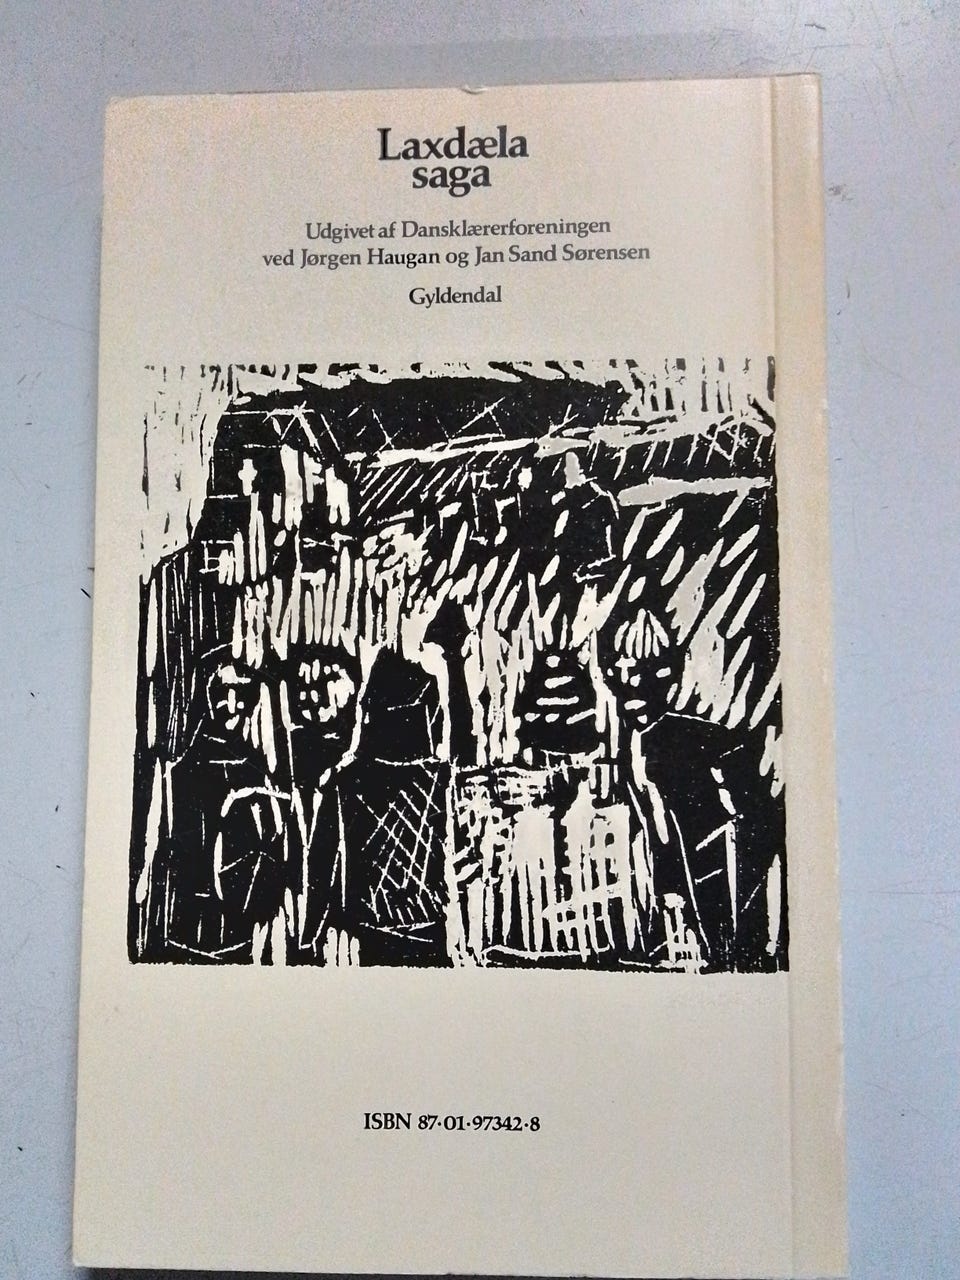 Laxdæla
saga
Udgivet af Dansklærerforeningen
ved Jørgen Haugan og Jan Sand Sørensen
Gyldendal
ISBN 87·01·97342·8